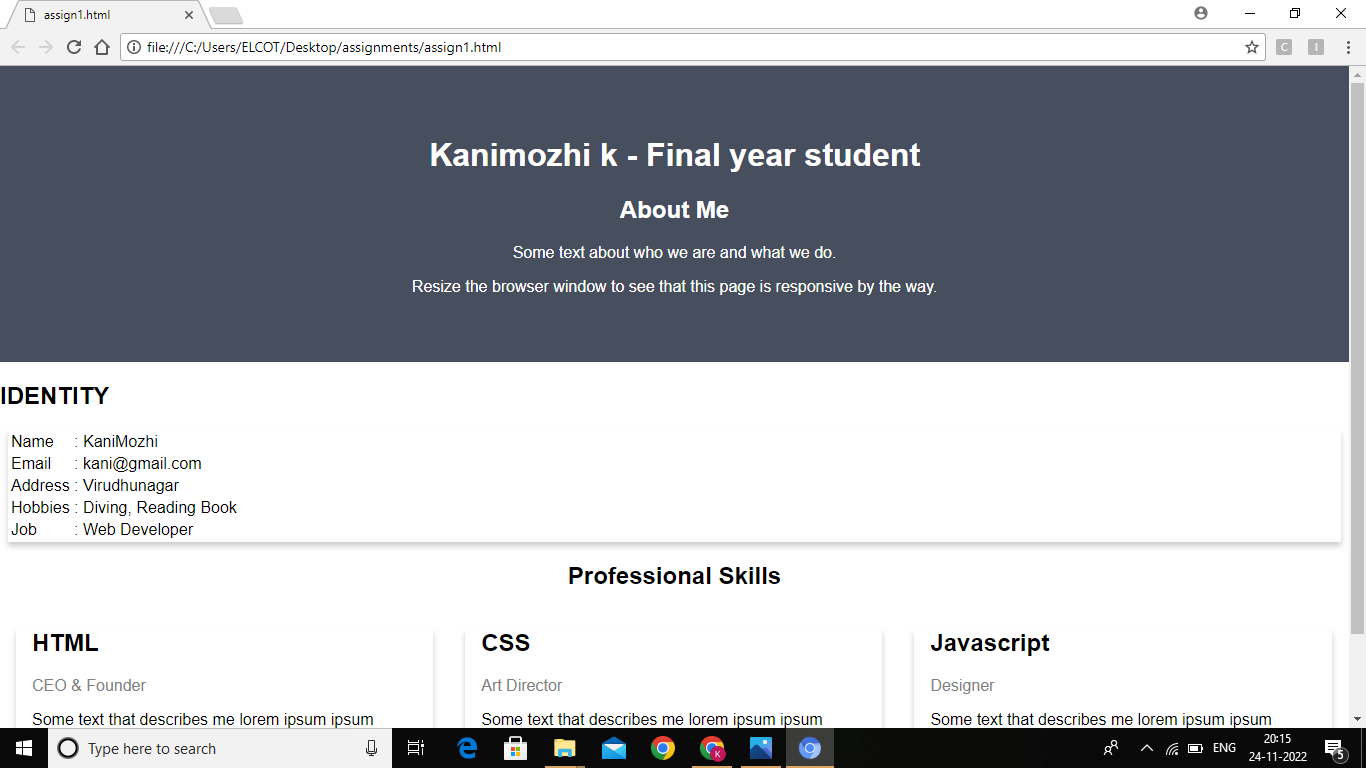 assign1.html
file:///C:/Users/ELCOT/Desktop/assignments/assign1.html
C
I
Kanimozhi k - Final year student
About Me
Some text about who we are and what we do.
Resize the browser window to see that this page is responsive by the way.
IDENTITY
Name : KaniMozhi
Email : kani@gmail.com
Address : Virudhunagar
Hobbies : Diving, Reading Book
Job : Web Developer
Professional Skills
HTML CSS Javascript
CEO & Founder Art Director Designer
Some text that describes me lorem ipsum ipsum Some text that describes me lorem ipsum ipsum Some text that describes me lorem ipsum ipsum
Type here to search
K
ENG
20:15
24-11-2022
5